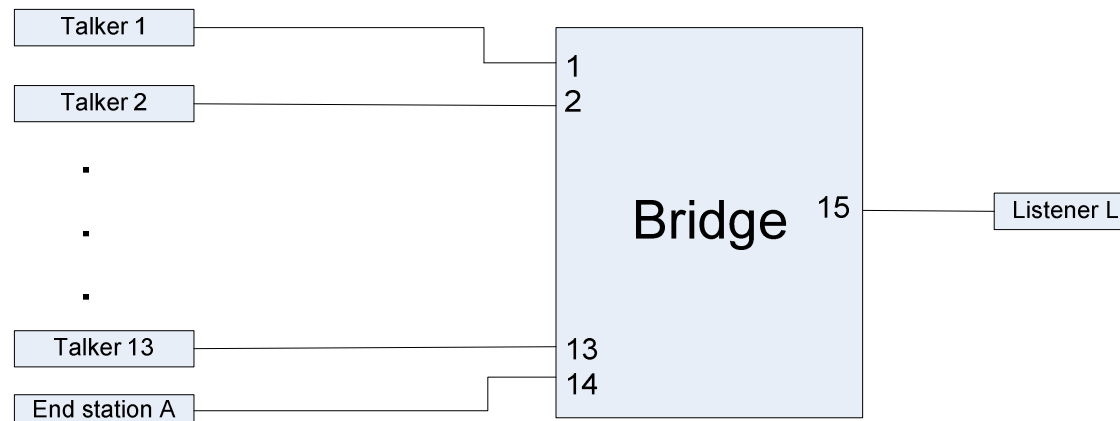 Talker 1
1
Talker 2
2
Bridge
15
Listener L
Talker 13
13
14
End station A